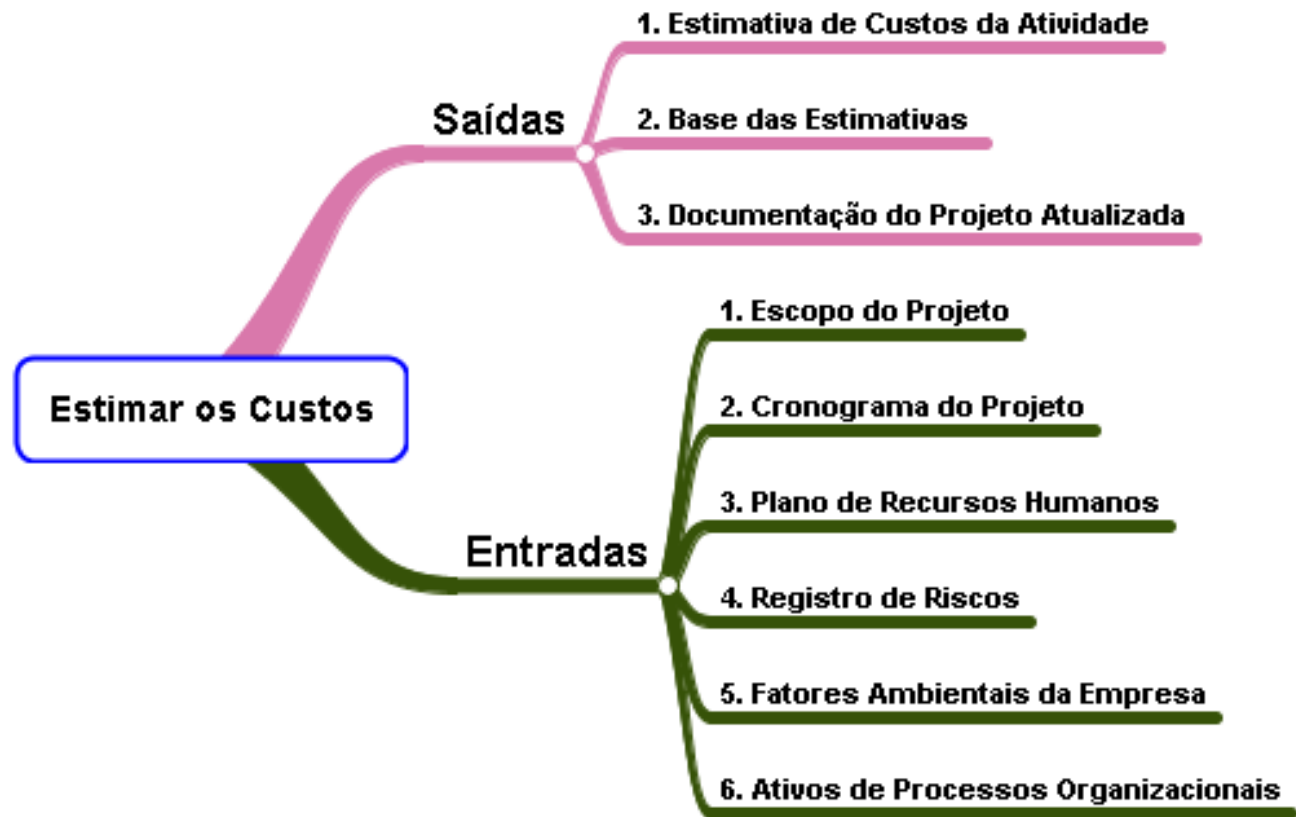 1. Estimativa de Custos da Atividade
Saídas
2. Base das Estimativas
3. Documentação do Projeto Atualizada
Estimar os Custos
1. Escopo do Projeto
2. Cronograma do Projeto
3. Plano de Recursos Humanos
Entradas
4. Registro de Riscos
5. Fatores Ambientais da Empresa
6. Ativos de Processos Organizacionais